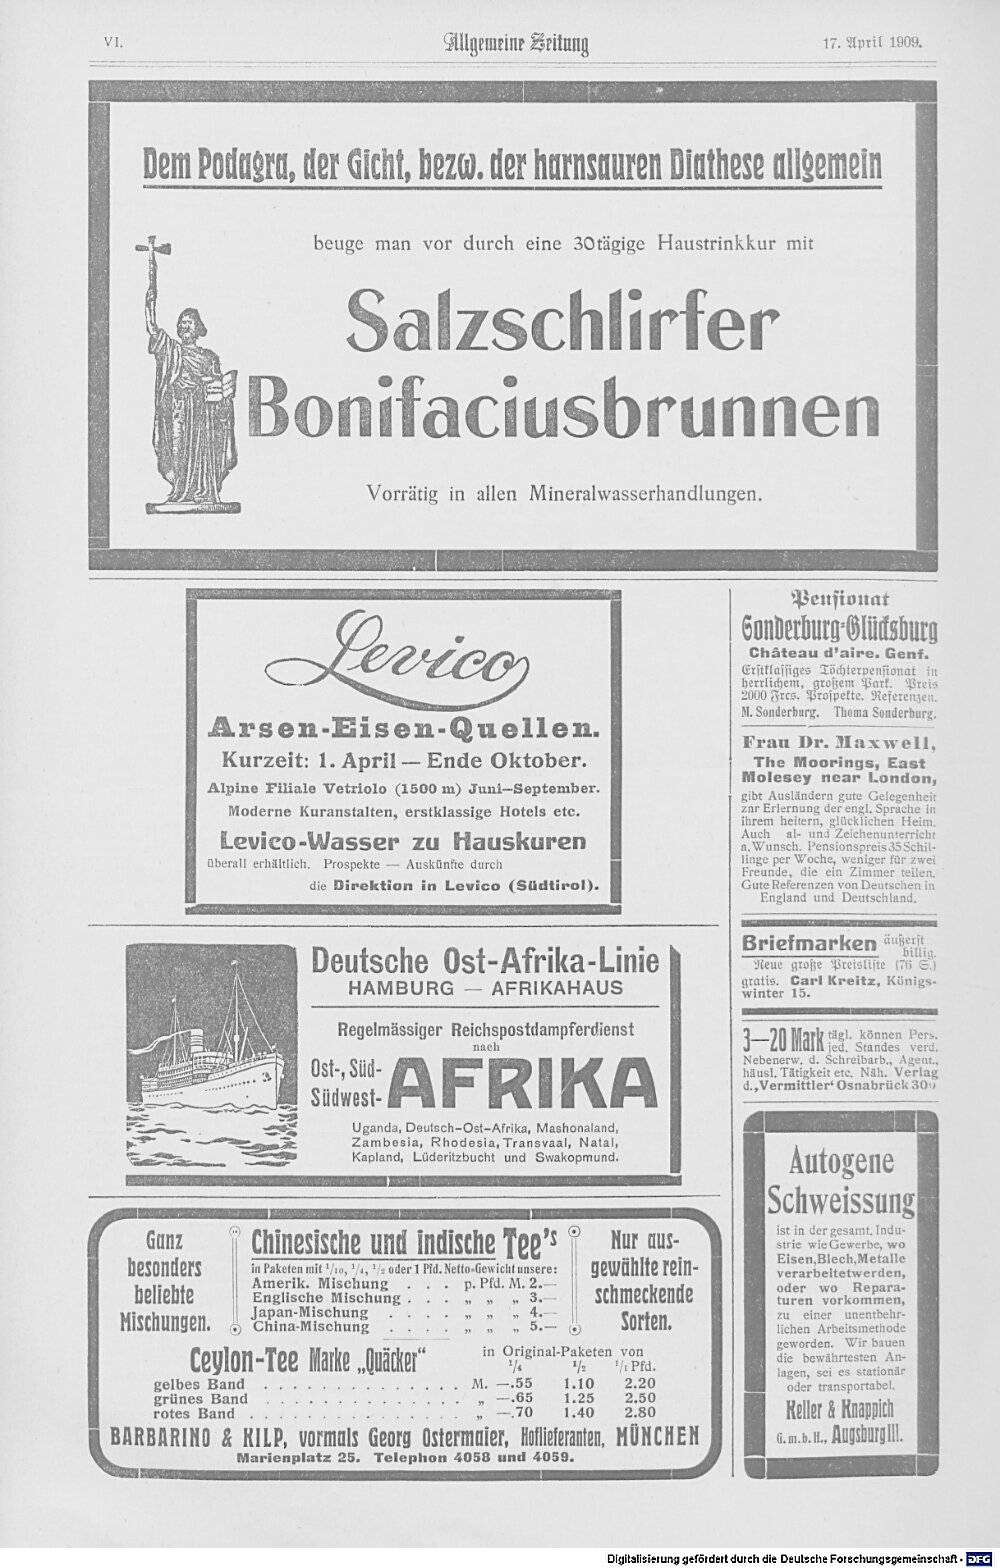 VI.
Allgemeine Zeitung
17. April 1909.
Dem Podagra, der Gicht, bezw. der harnsauren Diathese allgemein
beuge man vor durch eine 30tägige Haustrinkkur mit
Salzschlirfer
Bonifaciusbrunnen
Vorrätig in allen Mineralwasserhandlungen.
Levico
Arsen-Eisen-Quellen.
Kurzeit: 1. April — Ende Oktober.
Alpine Filiale Vetriolo (1500 m) Juni—September.
Moderne Kuranstalten, erstklassige Hotels etc.
Levico-Wasser zu Hauskuren
überall erhältlich. Prospekte — Auskünfte durch
die Direktion in Levico (Südtirol).
Deutsche Ost-Afrika-Linie
HAMBURG — AFRIKAHAUS
Regelmässiger Reichspostdampferdienst
nach
Ost-, Süd-
Südwest-
AFRIKA
Uganda, Deutsch-Ost-Afrika, Mashonaland,
Zambesia, Rhodesia, Transvaal, Natal,
Kapland, Lüderitzbucht und Swakopmund.
Ganz
besonders
beliebte
Mischungen.
Chinesische und indische Tee's
in Paketen mit 1/10, 1/4, 1/2 oder 1 Pfd. Netto-Gewicht unsere:
Amerik. Mischung . . . p. Pfd. M. 2.—
Englische Mischung . . . „ „ „ 3.—
Japan-Mischung . . . . „ „ „ 4.—
China-Mischung . . . . „ „ „ 5.—
Nur aus-
gewählte rein-
schmeckende
Sorten.
Ceylon-Tee Marke „Quäcker“
in Original-Paketen von
1/4 1/2 1/1 Pfd.
gelbes Band . . . . . . . . . . . . . . M. —.55 1.10 2.20
grünes Band . . . . . . . . . . . . . . „ —.65 1.25 2.50
rotes Band . . . . . . . . . . . . . . . „ —.70 1.40 2.80
BARBARINO & KILP, vormals Georg Ostermaier, Hoflieferanten, MÜNCHEN
Marienplatz 25. Telephon 4058 und 4059.
Pensionat
Sonderburg-Glücksburg
Château d'aire. Genf.
Erstklassiges Töchterpensionat in
herrlichem, großem Park. Preis
2000 Frcs. Prospekte. Referenzen.
M. Sonderburg. Thoma Sonderburg.
Frau Dr. Maxwell,
The Moorings, East
Molesey near London,
gibt Ausländern gute Gelegenheit
zur Erlernung der engl. Sprache in
ihrem heitern, glücklichen Heim.
Auch al- und Zeichenunterricht
a. Wunsch. Pensionspreis 35 Schil-
linge per Woche, weniger für zwei
Freunde, die ein Zimmer teilen.
Gute Referenzen von Deutschen in
England und Deutschland.
Briefmarken äußerst
billig.
Neue große Preisliste (76 S.)
gratis. Carl Kreitz, Königs-
winter 15.
3—20 Mark tägl. können Pers.
jed. Standes verd.
Nebenerw. d. Schreibarb., Agent.,
häusl. Tätigkeit etc. Näh. Verlag
d. ‚Vermittler‘ Osnabrück 30
Autogene
Schweissung
ist in der gesamt. Indu-
strie wie Gewerbe, wo
Eisen, Blech, Metalle
verarbeitet werden,
oder wo Repara-
turen vorkommen,
zu einer unentbehr-
lichen Arbeitsmethode
geworden. Wir bauen
die bewährtesten An-
lagen, sei es stationär
oder transportabel.
Keller & Knappich
G. m. b. H., Augsburg III.
Digitalisierung gefördert durch die Deutsche Forschungsgemeinschaft - DFG